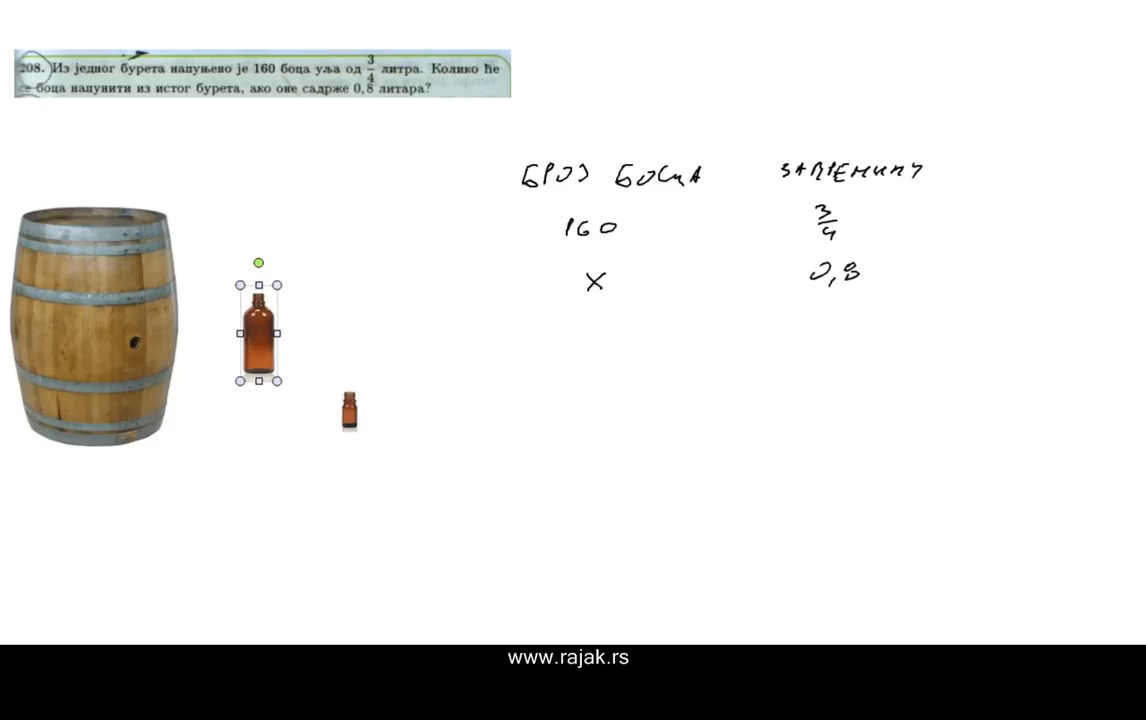 208. Из једног бурета напуњено је 160 боца уља од 3/4 литра. Колико ће
се боца напунити из истог бурета, ако оне садрже 0,8 литара?
БРОЈ БОЦА ЗАПРЕМИНА
160 3/4
X 0,8
www.rajak.rs